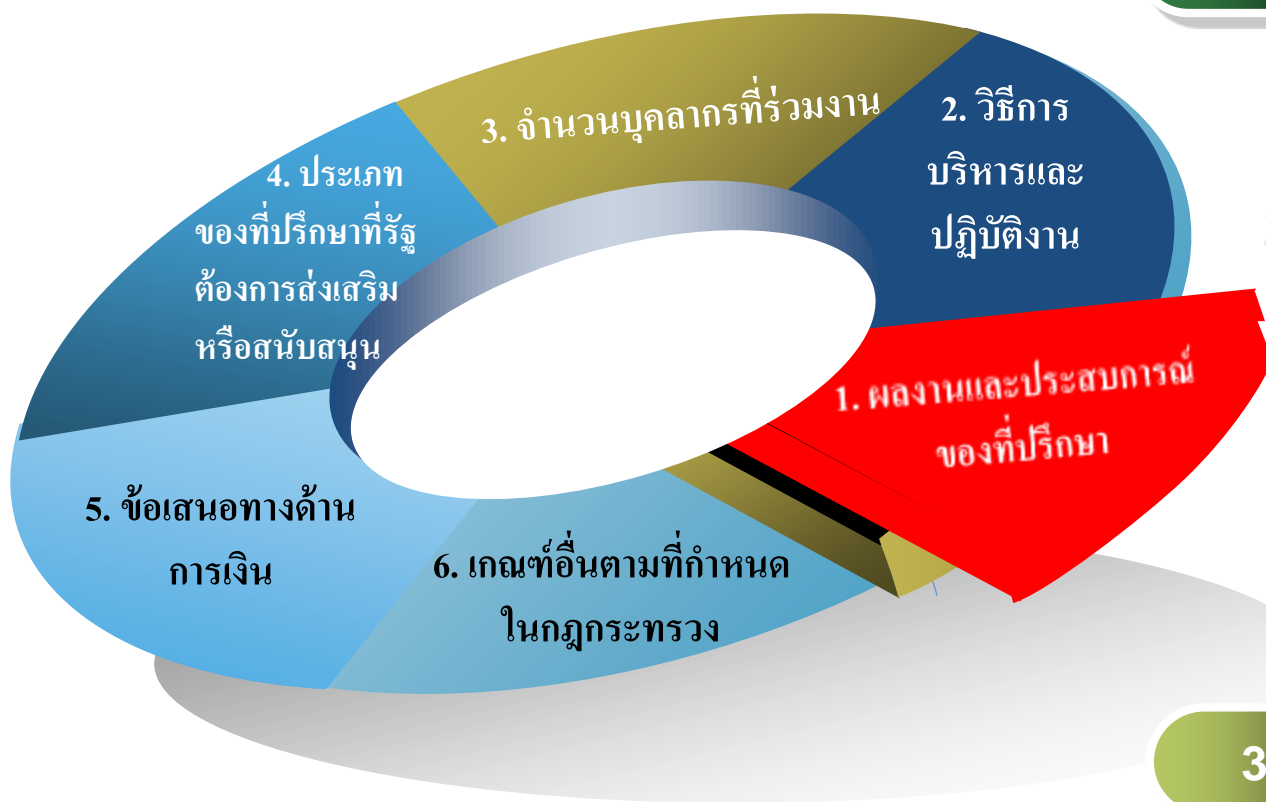 1. ผลงานและประสบการณ์
ของที่ปรึกษา
2. วิธีการ
บริหารและ
ปฏิบัติงาน
3. จำนวนบุคลากรที่ร่วมงาน
4. ประเภท
ของที่ปรึกษาที่รัฐ
ต้องการส่งเสริม
หรือสนับสนุน
5. ข้อเสนอทางด้าน
การเงิน
6. เกณฑ์อื่นตามที่กำหนด
ในกฎกระทรวง
3